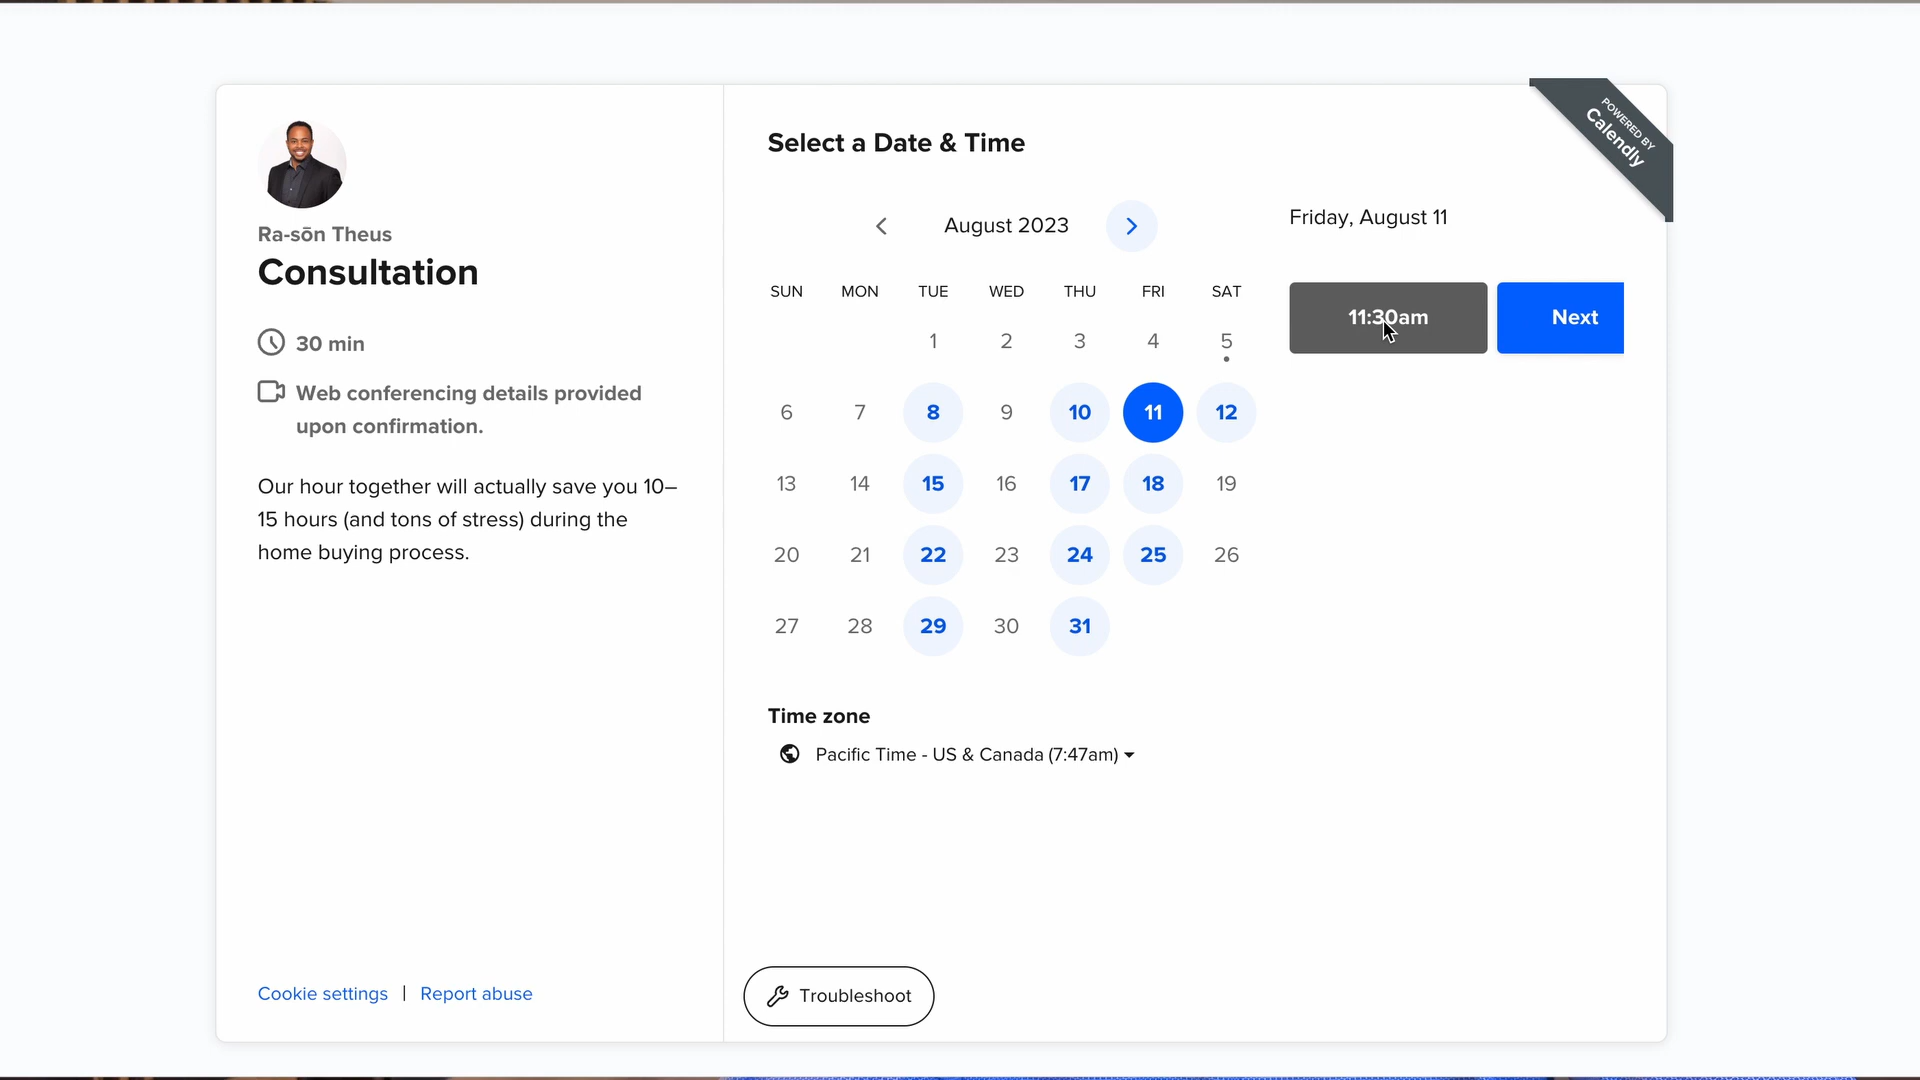 Ra-sōn Theus
Consultation
30 min
Web conferencing details provided
upon confirmation.
Our hour together will actually save you 10–
15 hours (and tons of stress) during the
home buying process.
Cookie settings | Report abuse
Select a Date & Time
August 2023
SUN MON TUE WED THU FRI SAT
1 2 3 4 5
6 7 8 9 10 11 12
13 14 15 16 17 18 19
20 21 22 23 24 25 26
27 28 29 30 31
Time zone
Pacific Time - US & Canada (7:47am)
Troubleshoot
Friday, August 11
11:30am Next
POWERED BY
Calendly